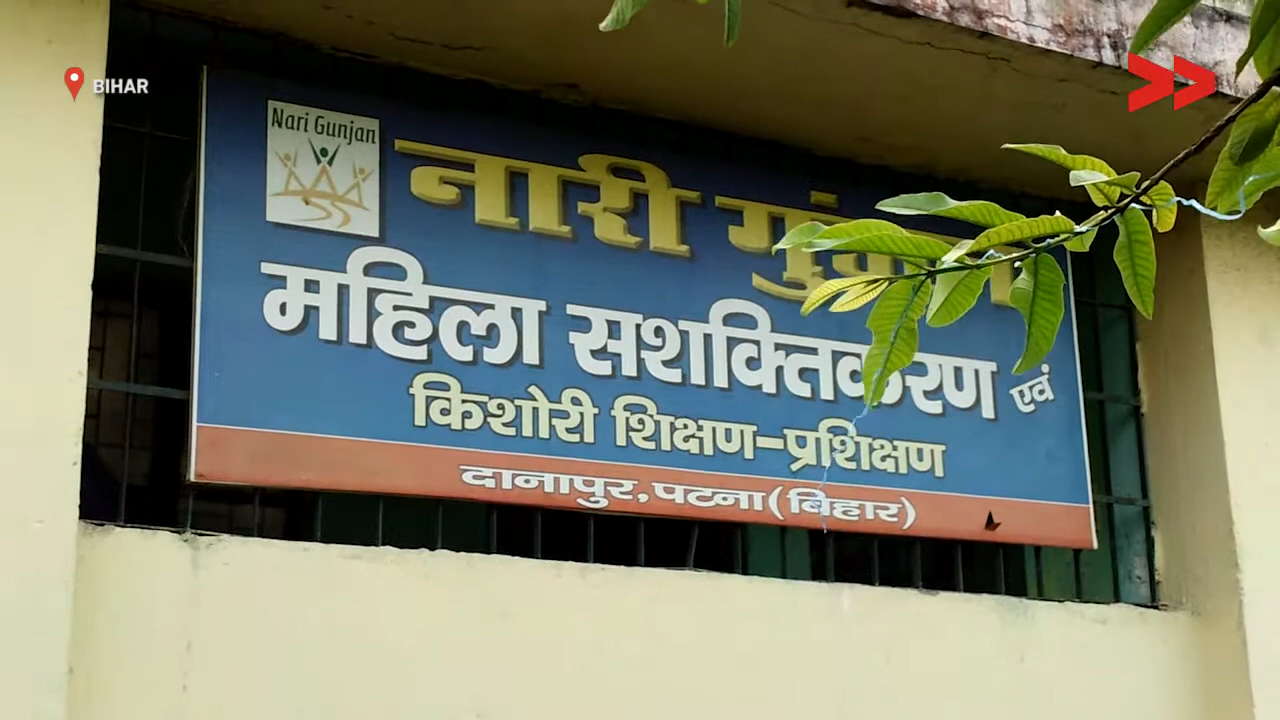 BIHAR
Nari Gunjan
नारी
महिला सशक्तिकरण एवं
किशोरी शिक्षण-प्रशिक्षण
दानापुर, पटना (बिहार)